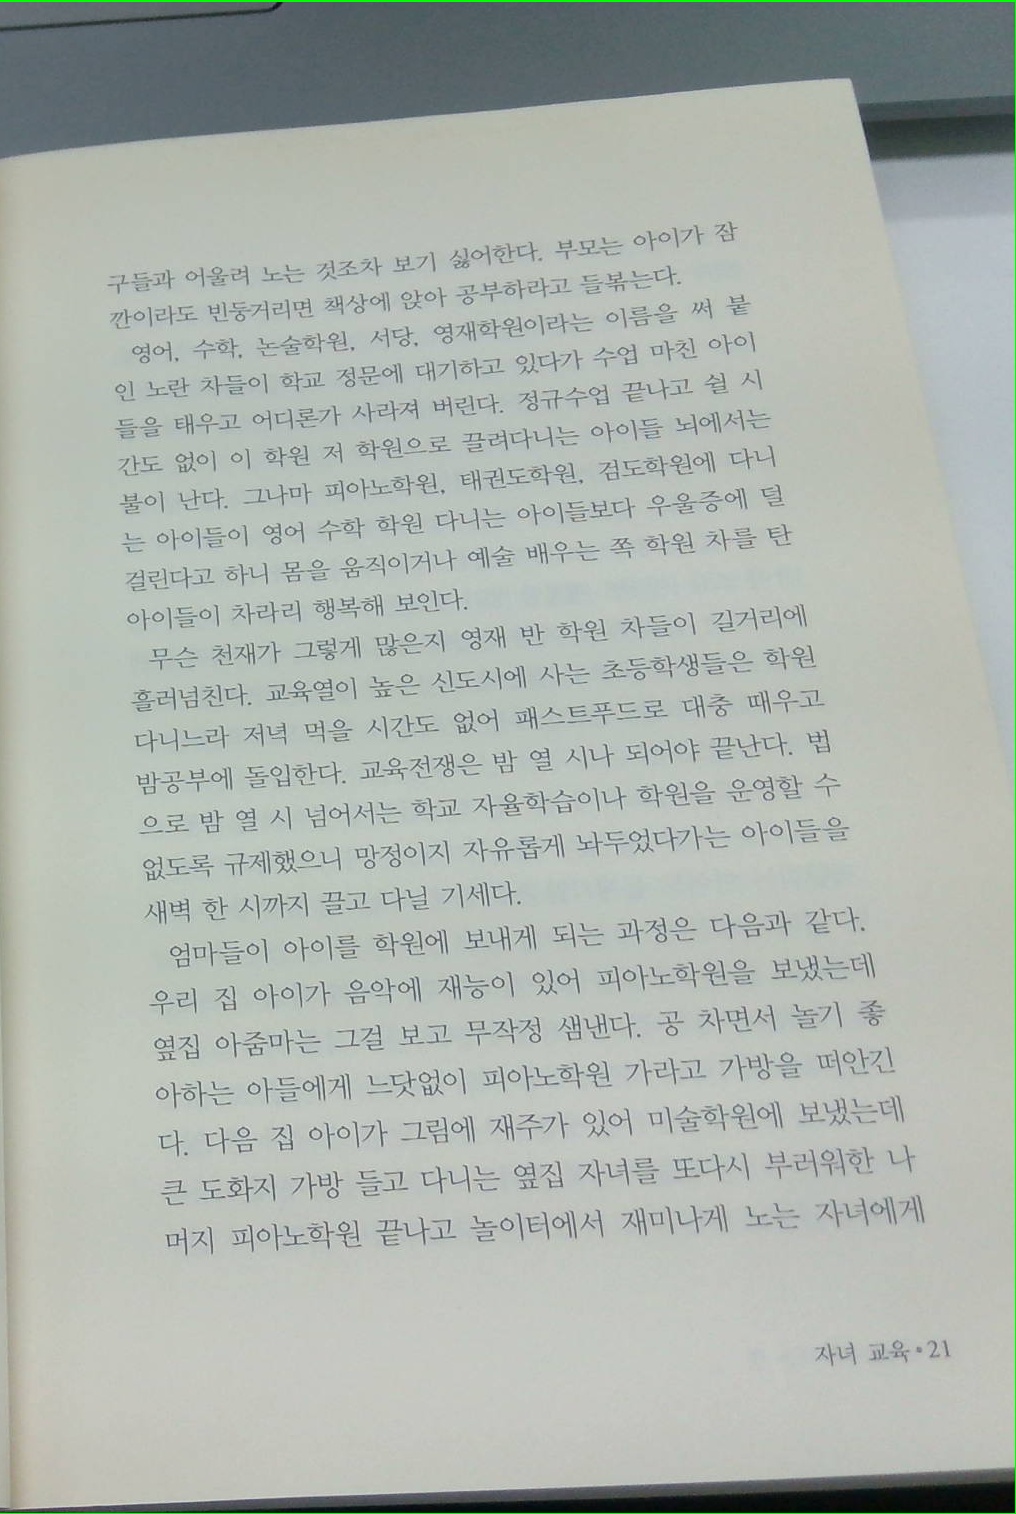 구들과 어울려 노는 것조차 보기 싫어한다. 부모는 아이가 잠
깐이라도 빈둥거리면 책상에 앉아 공부하라고 들볶는다.
영어, 수학, 논술학원, 서당, 영재학원이라는 이름을 써 붙
인 노란 차들이 학교 정문에 대기하고 있다가 수업 마친 아이
들을 태우고 어디론가 사라져 버린다. 정규수업 끝나고 쉴 시
간도 없이 이 학원 저 학원으로 끌려다니는 아이들 뇌에서는
불이 난다. 그나마 피아노학원, 태권도학원, 검도학원에 다니
는 아이들이 영어 수학 학원 다니는 아이들보다 우울증에 덜
걸린다고 하니 몸을 움직이거나 예술 배우는 쪽 학원 차를 탄
아이들이 차라리 행복해 보인다.
무슨 천재가 그렇게 많은지 영재 반 학원 차들이 길거리에
흘러넘친다. 교육열이 높은 신도시에 사는 초등학생들은 학원
다니느라 저녁 먹을 시간도 없어 패스트푸드로 대충 때우고
밤공부에 돌입한다. 교육전쟁은 밤 열 시나 되어야 끝난다. 법
으로 밤 열 시 넘어서는 학교 자율학습이나 학원을 운영할 수
없도록 규제했으니 망정이지 자유롭게 놔두었다가는 아이들을
새벽 한 시까지 끌고 다닐 기세다.
엄마들이 아이를 학원에 보내게 되는 과정은 다음과 같다.
우리 집 아이가 음악에 재능이 있어 피아노학원을 보냈는데
옆집 아줌마는 그걸 보고 무작정 샘낸다. 공 차면서 놀기 좋
아하는 아들에게 느닷없이 피아노학원 가라고 가방을 떠안긴
다. 다음 집 아이가 그림에 재주가 있어 미술학원에 보냈는데
큰 도화지 가방 들고 다니는 옆집 자녀를 또다시 부러워한 나
머지 피아노학원 끝나고 놀이터에서 재미나게 노는 자녀에게
자녀 교육•21